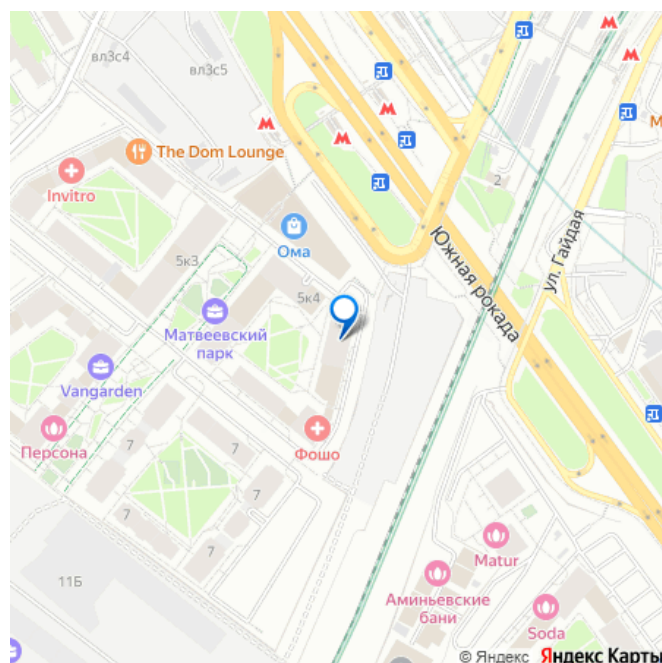 вл3с4
вл3с5
The Dom Lounge
Invitro
2
Ома
Южная рокада
ул. Гайдая
5к3
5к4
Матвеевский
парк
Vangarden
Персона
Фошо
7
7
7
7
7
11Б
Matur
Аминьевские
бани
Soda
М
© Яндекс Яндекс Карты